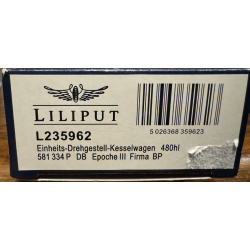 LILIPUT
L235962
5 026368 359623
Einheits-Drehgestell-Kesselwagen 480hl
581 334 P DB Epoche III Firma BP